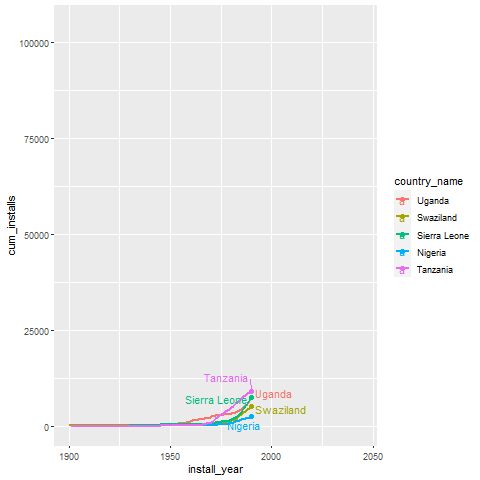 100000
75000
50000
25000
0
cum_installs
1900
1950
2000
2050
install_year
Tanzania
Uganda
Sierra Leone
Swaziland
Nigeria
country_name
Uganda
Swaziland
Sierra Leone
Nigeria
Tanzania